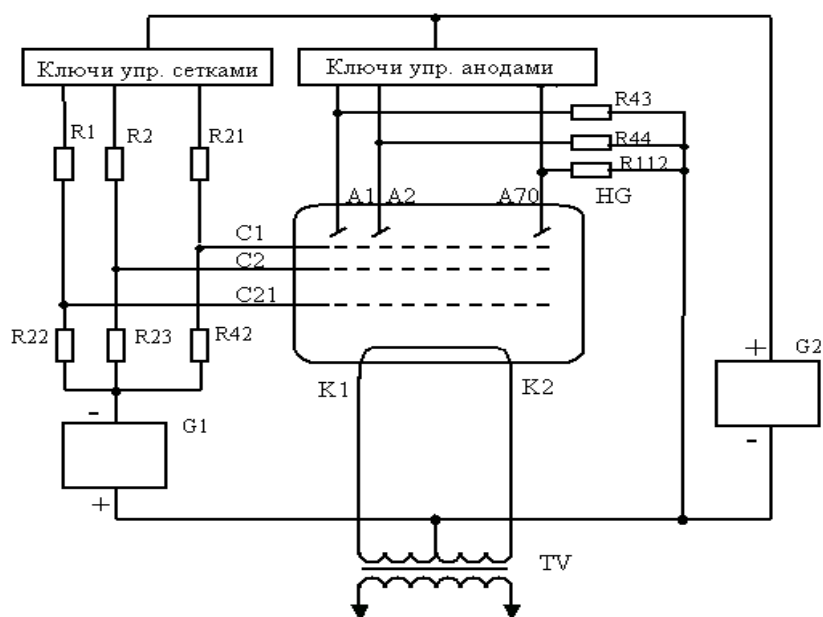 Ключи упр. сетками
Ключи упр. анодами
R43
R1
R2
R21
R44
R112
A1
A2
A70
HG
C1
C2
C21
R22
R23
R42
K1
K2
+
G2
-
-
G1
+
TV